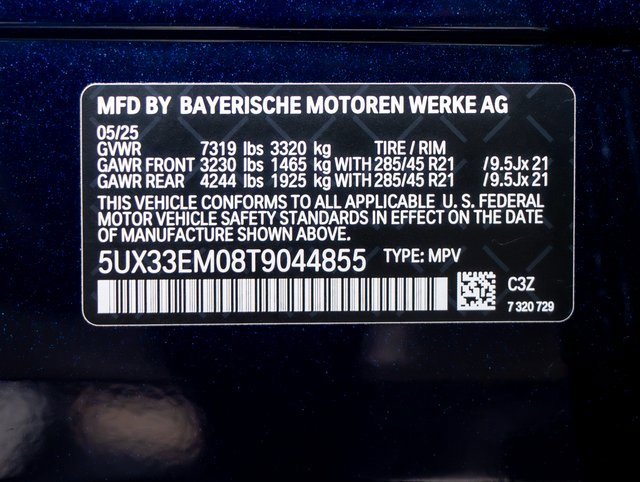 MFD BY BAYERISCHE MOTOREN WERKE AG
05/25
GVWR 7319 lbs 3320 kg TIRE / RIM
GAWR FRONT 3230 lbs 1465 kg WITH 285/45 R21 /9.5Jx 21
GAWR REAR 4244 lbs 1925 kg WITH 285/45 R21 /9.5Jx 21
THIS VEHICLE CONFORMS TO ALL APPLICABLE U. S. FEDERAL
MOTOR VEHICLE SAFETY STANDARDS IN EFFECT ON THE DATE
OF MANUFACTURE SHOWN ABOVE.
5UX33EM08T9044855 TYPE: MPV
C3Z
7 320 729